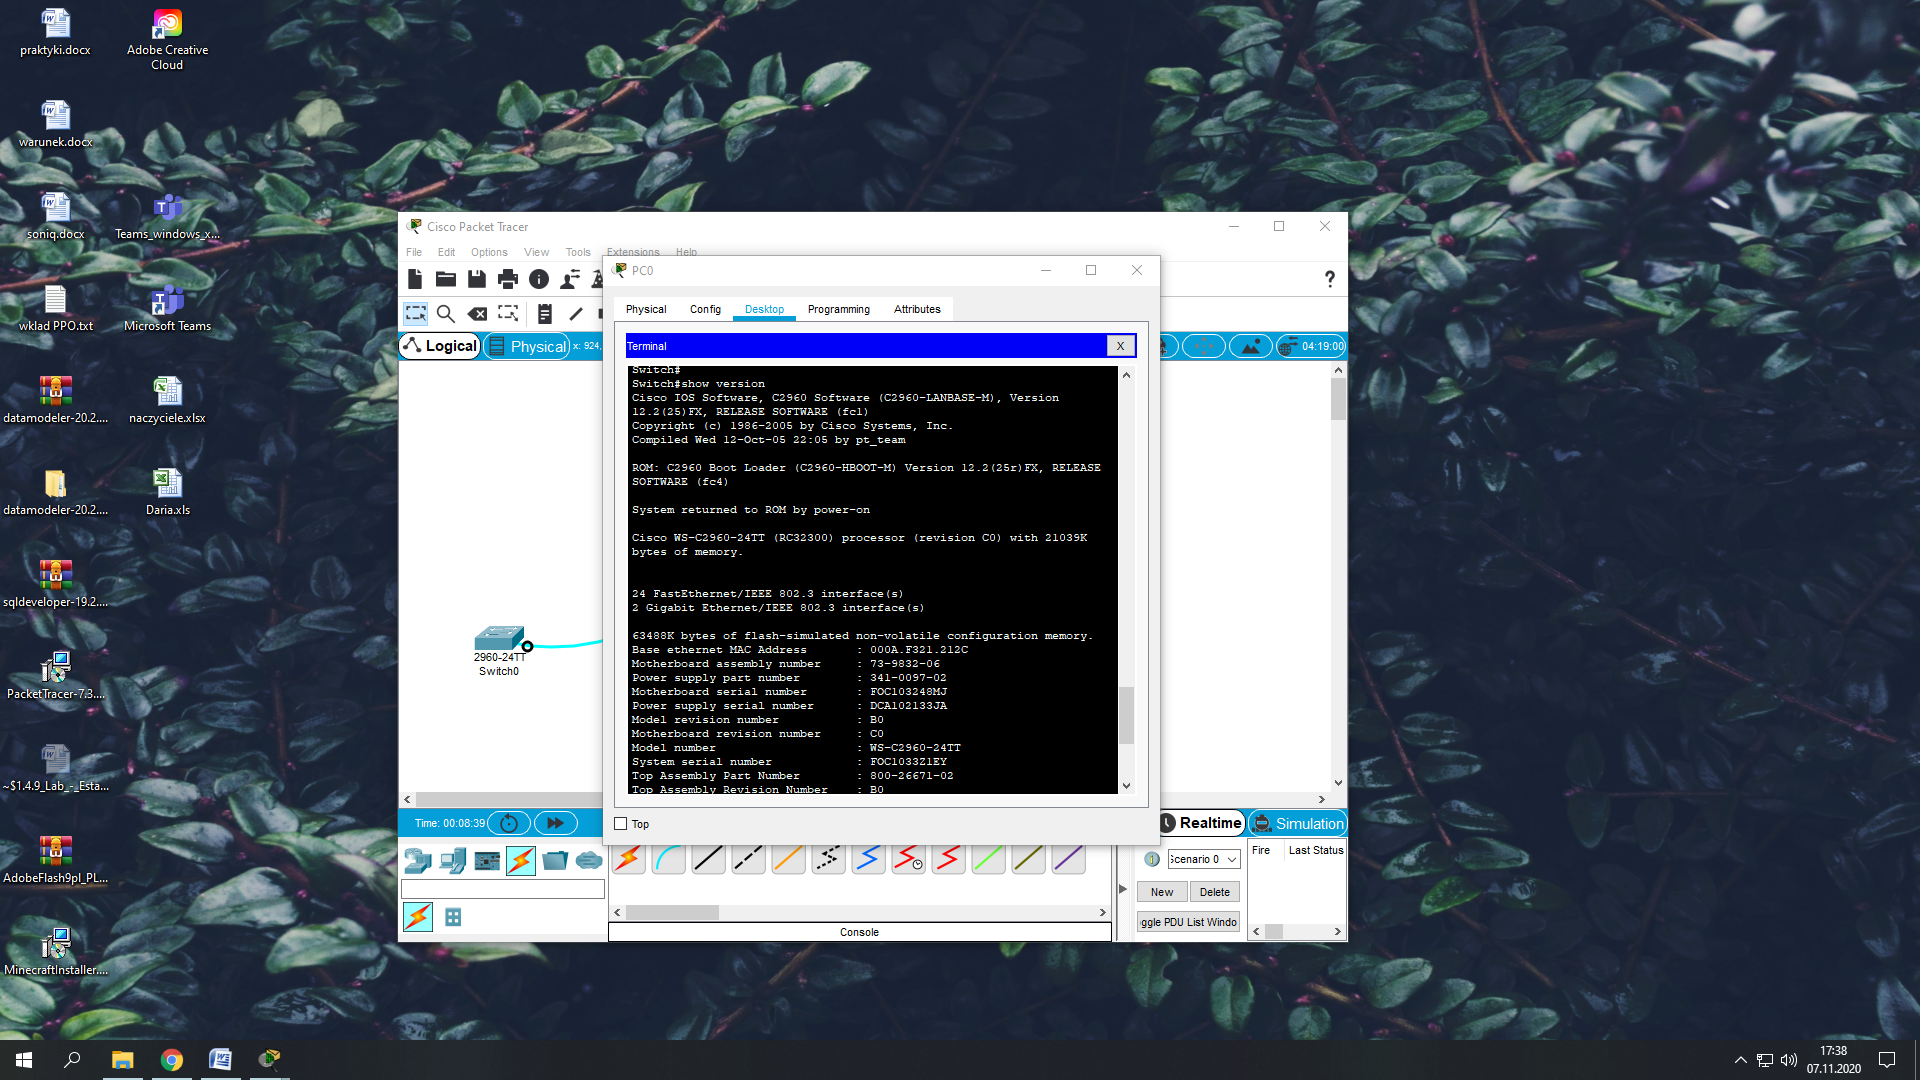 praktyki.docx
Adobe Creative
Cloud
warunek.docx
soniq.docx
Teams_windows_x...
wklad PPO.txt
Microsoft Teams
datamodeler-20.2....
naczyciele.xlsx
datamodeler-20.2....
Daria.xls
sqldeveloper-19.2....
PacketTracer-7.3....
~$1.4.9_Lab_-_Esta...
AdobeFlash9pl_PL...
MinecraftInstaller....
Cisco Packet Tracer
File Edit Options View Tools Extensions Help
PC0
Physical Config Desktop Programming Attributes
Logical Physical x: 924, 04:19:00
Terminal X
Switch#
Switch#show version
Cisco IOS Software, C2960 Software (C2960-LANBASE-M), Version
12.2(25)FX, RELEASE SOFTWARE (fc1)
Copyright (c) 1986-2005 by Cisco Systems, Inc.
Compiled Wed 12-Oct-05 22:05 by pt_team
ROM: C2960 Boot Loader (C2960-HBOOT-M) Version 12.2(25r)FX, RELEASE
SOFTWARE (fc4)
System returned to ROM by power-on
Cisco WS-C2960-24TT (RC32300) processor (revision C0) with 21039K
bytes of memory.
24 FastEthernet/IEEE 802.3 interface(s)
2 Gigabit Ethernet/IEEE 802.3 interface(s)
63488K bytes of flash-simulated non-volatile configuration memory.
Base ethernet MAC Address : 000A.F321.212C
Motherboard assembly number : 73-9832-06
Power supply part number : 341-0097-02
Motherboard serial number : FOC103248MJ
Power supply serial number : DCA102133JA
Model revision number : B0
Motherboard revision number : C0
Model number : WS-C2960-24TT
System serial number : FOC1033Z1EY
Top Assembly Part Number : 800-26671-02
Top Assembly Revision Number : B0
2960-24TT
Switch0
Top
Time: 00:08:39
Realtime Simulation
Scenario 0
Fire Last Status
New Delete
ggle PDU List Windo
Console
17:38
07.11.2020